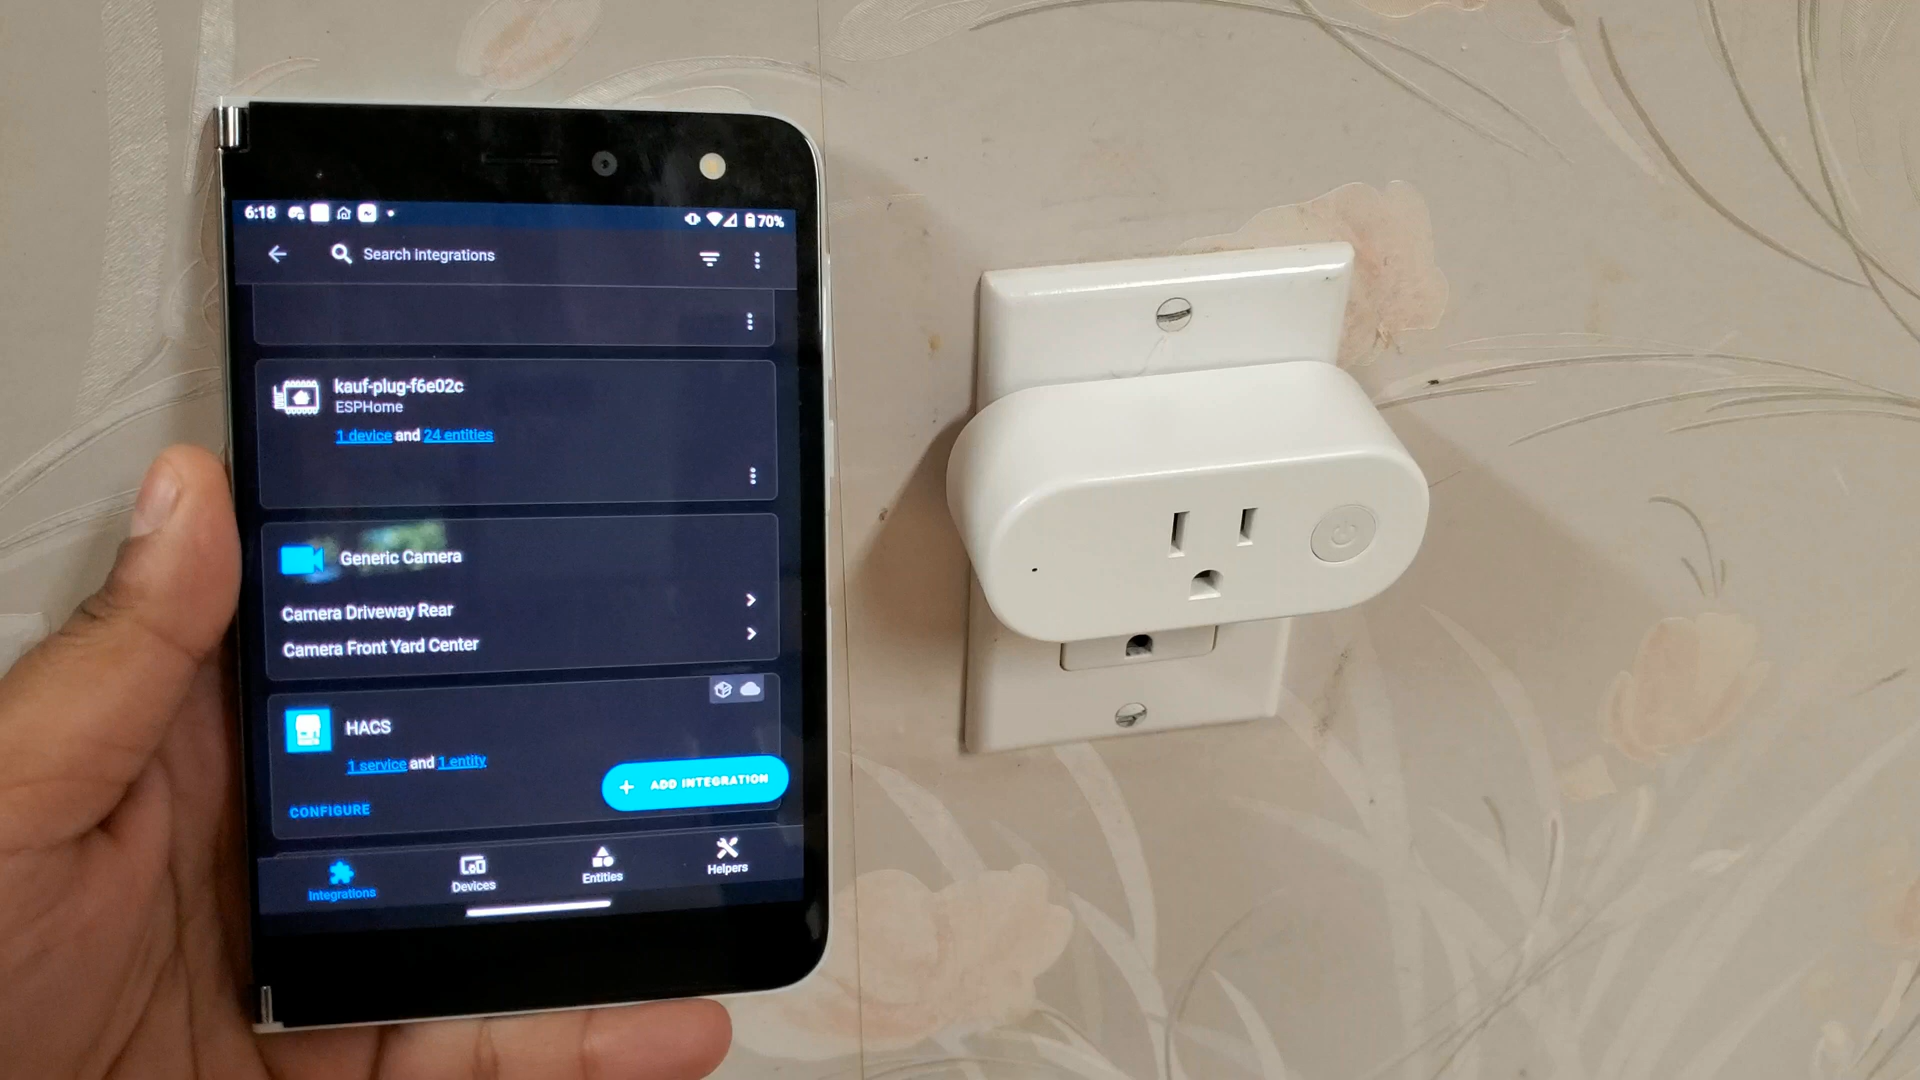 6:18
70%
Search integrations
kauf-plug-f6e02c
ESPHome
1 device and 24 entities
Generic Camera
Camera Driveway Rear
Camera Front Yard Center
HACS
1 service and 1 entity
+ ADD INTEGRATION
CONFIGURE
Integrations
Devices
Entities
Helpers